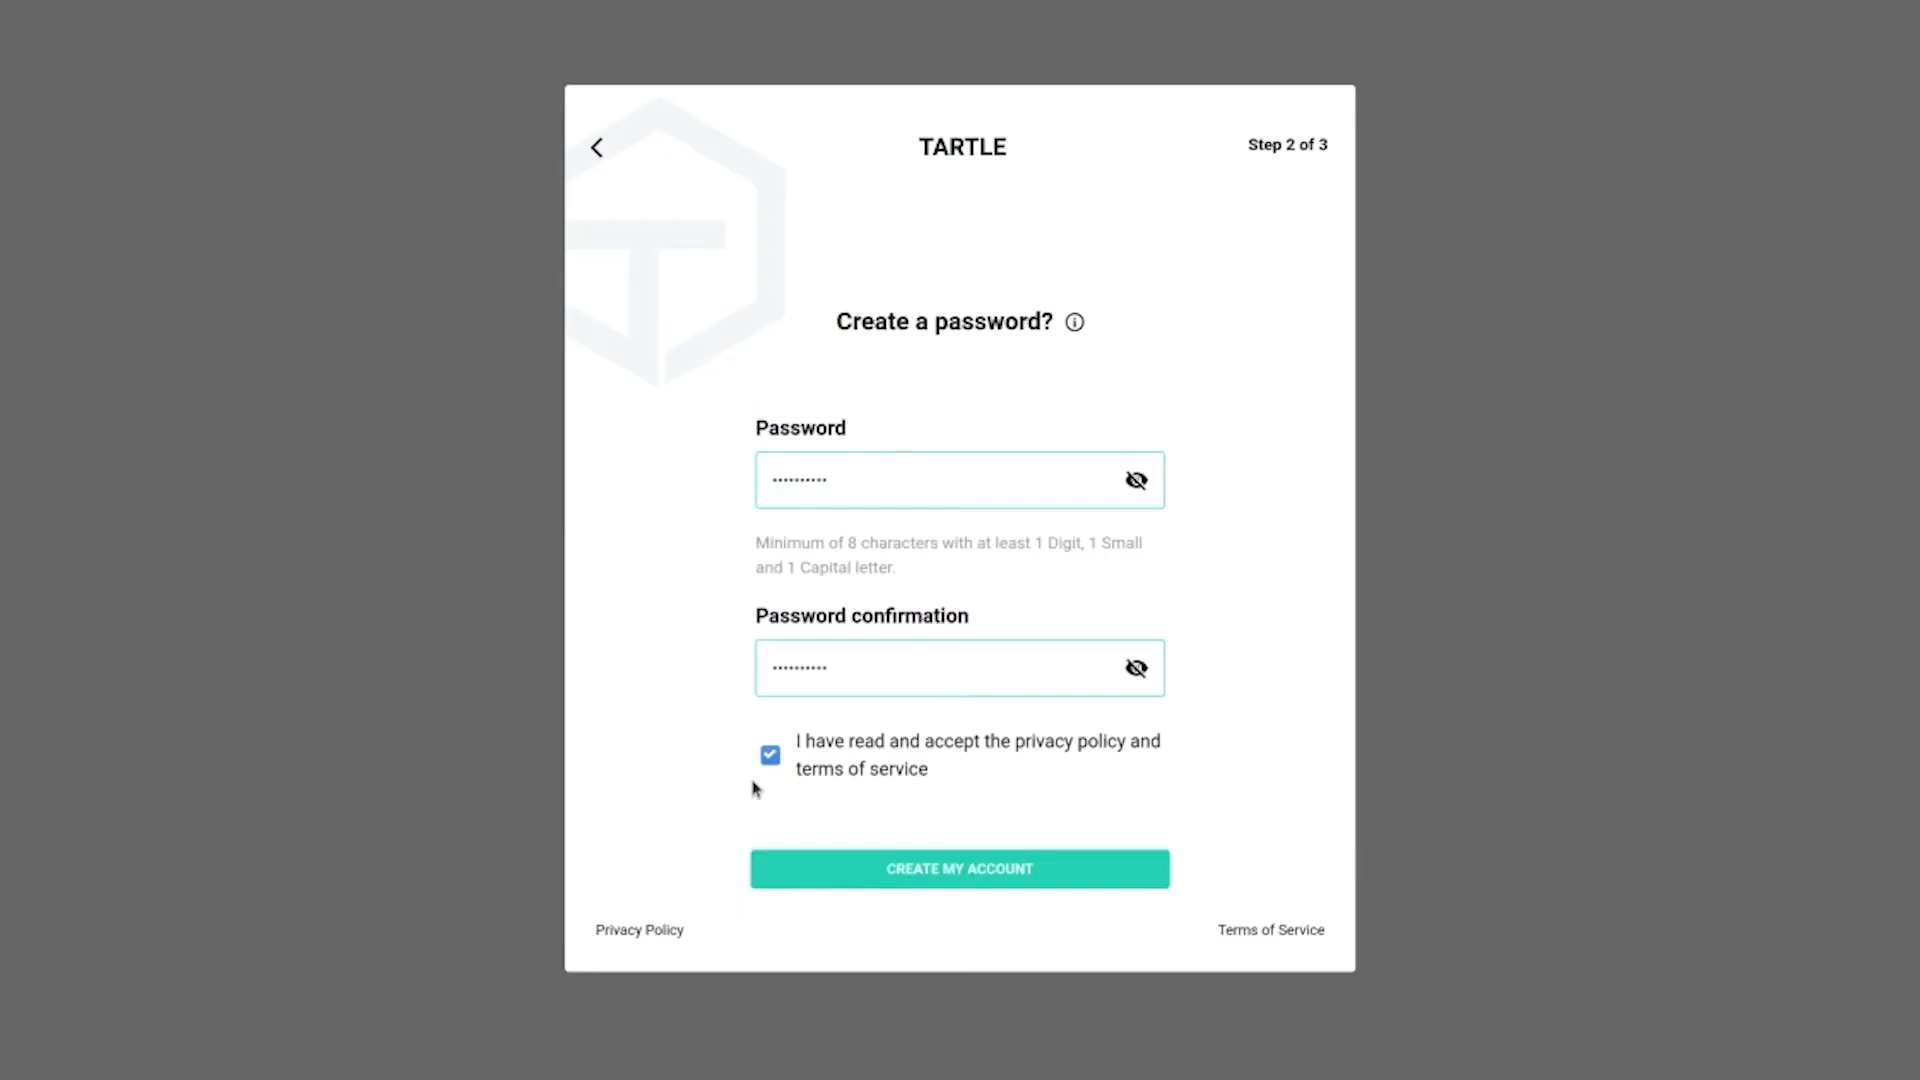 TARTLE
Step 2 of 3
Create a password?
Password
••••••••••
Minimum of 8 characters with at least 1 Digit, 1 Small
and 1 Capital letter.
Password confirmation
••••••••••
I have read and accept the privacy policy and
terms of service
CREATE MY ACCOUNT
Privacy Policy
Terms of Service